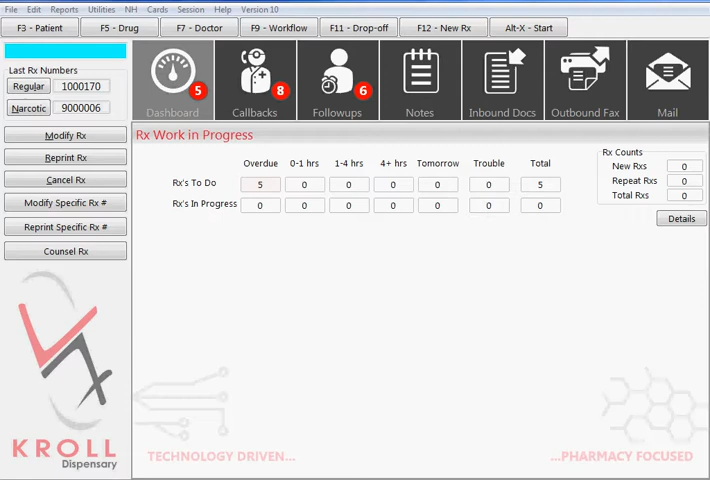 File Edit Reports Utilities NH Cards Session Help Version 10
F3 - Patient F5 - Drug F7 - Doctor F9 - Workflow F11 - Drop-off F12 - New Rx Alt-X - Start
Last Rx Numbers
Regular 1000170
Narcotic 9000006
Modify Rx
Reprint Rx
Cancel Rx
Modify Specific Rx #
Reprint Specific Rx #
Counsel Rx
KROLL
Dispensary
5 8 6
Dashboard Callbacks Followups Notes Inbound Docs Outbound Fax Mail
Rx Work in Progress
Overdue 0-1 hrs 1-4 hrs 4+ hrs Tomorrow Trouble Total
Rx's To Do 5 0 0 0 0 0 5
Rx's In Progress 0 0 0 0 0 0 0
Rx Counts
New Rxs 0
Repeat Rxs 0
Total Rxs 0
Details
TECHNOLOGY DRIVEN... ...PHARMACY FOCUSED